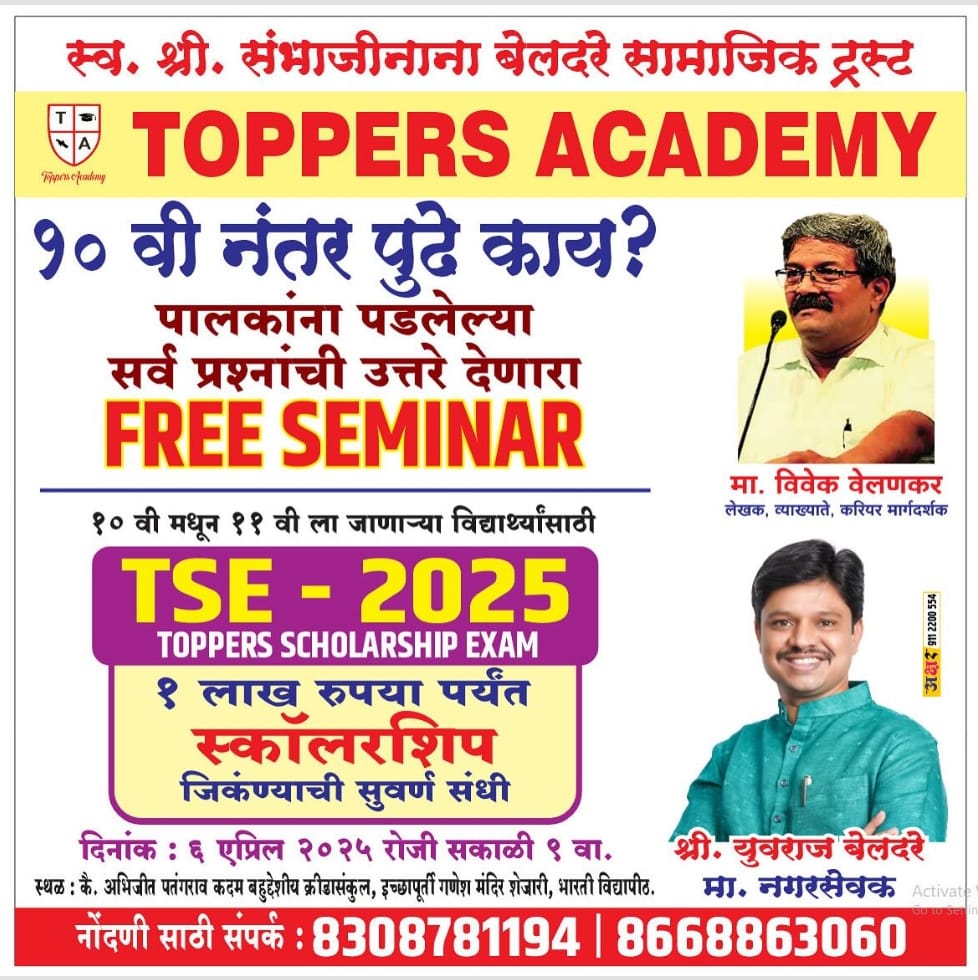 स्व. श्री. संभाजीनाना बेलदरे सामाजिक ट्रस्ट
T A
Toppers Academy
TOPPERS ACADEMY
१० वी नंतर पुढे काय?
पालकांना पडलेल्या
सर्व प्रश्नांची उत्तरे देणारा
FREE SEMINAR
मा. विवेक वेलणकर
लेखक, व्याख्याते, करियर मार्गदर्शक
१० वी मधून ११ वी ला जाणाऱ्या विद्यार्थ्यांसाठी
TSE - 2025
TOPPERS SCHOLARSHIP EXAM
१ लाख रुपया पर्यंत
स्कॉलरशिप
जिकंण्याची सुवर्ण संधी
अक्षर 911 2200 554
श्री. युवराज बेलदरे
मा. नगरसेवक
दिनांक : ६ एप्रिल २०२५ रोजी सकाळी ९ वा.
स्थळ : कै. अभिजीत पतंगराव कदम बहुद्देशीय क्रीडासंकुल, इच्छापूर्ती गणेश मंदिर शेजारी, भारती विद्यापीठ.
Activate
Go to
नोंदणी साठी संपर्क : 8308781194 | 8668863060